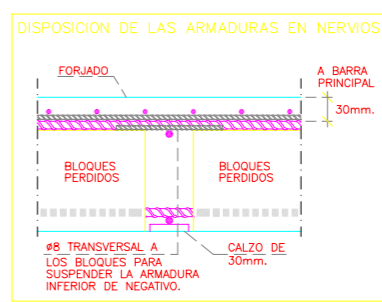 DISPOSICION DE LAS ARMADURAS EN NERVIOS
FORJADO
A BARRA
PRINCIPAL
30mm.
BLOQUES
PERDIDOS
BLOQUES
PERDIDOS
ø8 TRANSVERSAL A
LOS BLOQUES PARA
SUSPENDER LA ARMADURA
INFERIOR DE NEGATIVO.
CALZO DE
30mm.